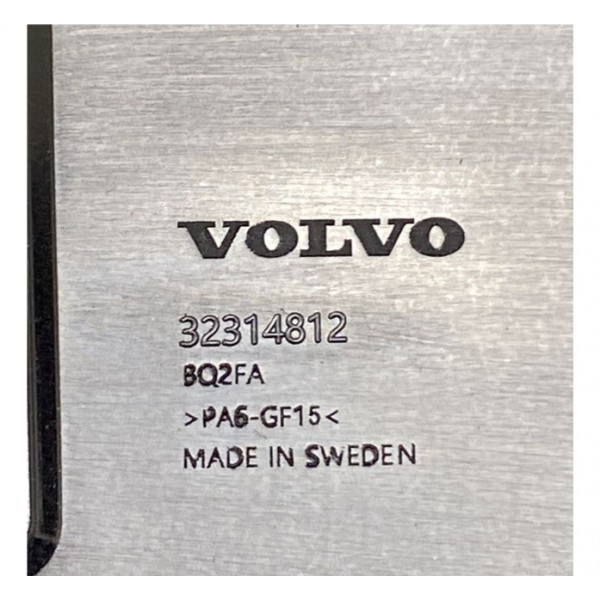 VOLVO
32314812
BQ2FA
>PA6-GF15<
MADE IN SWEDEN